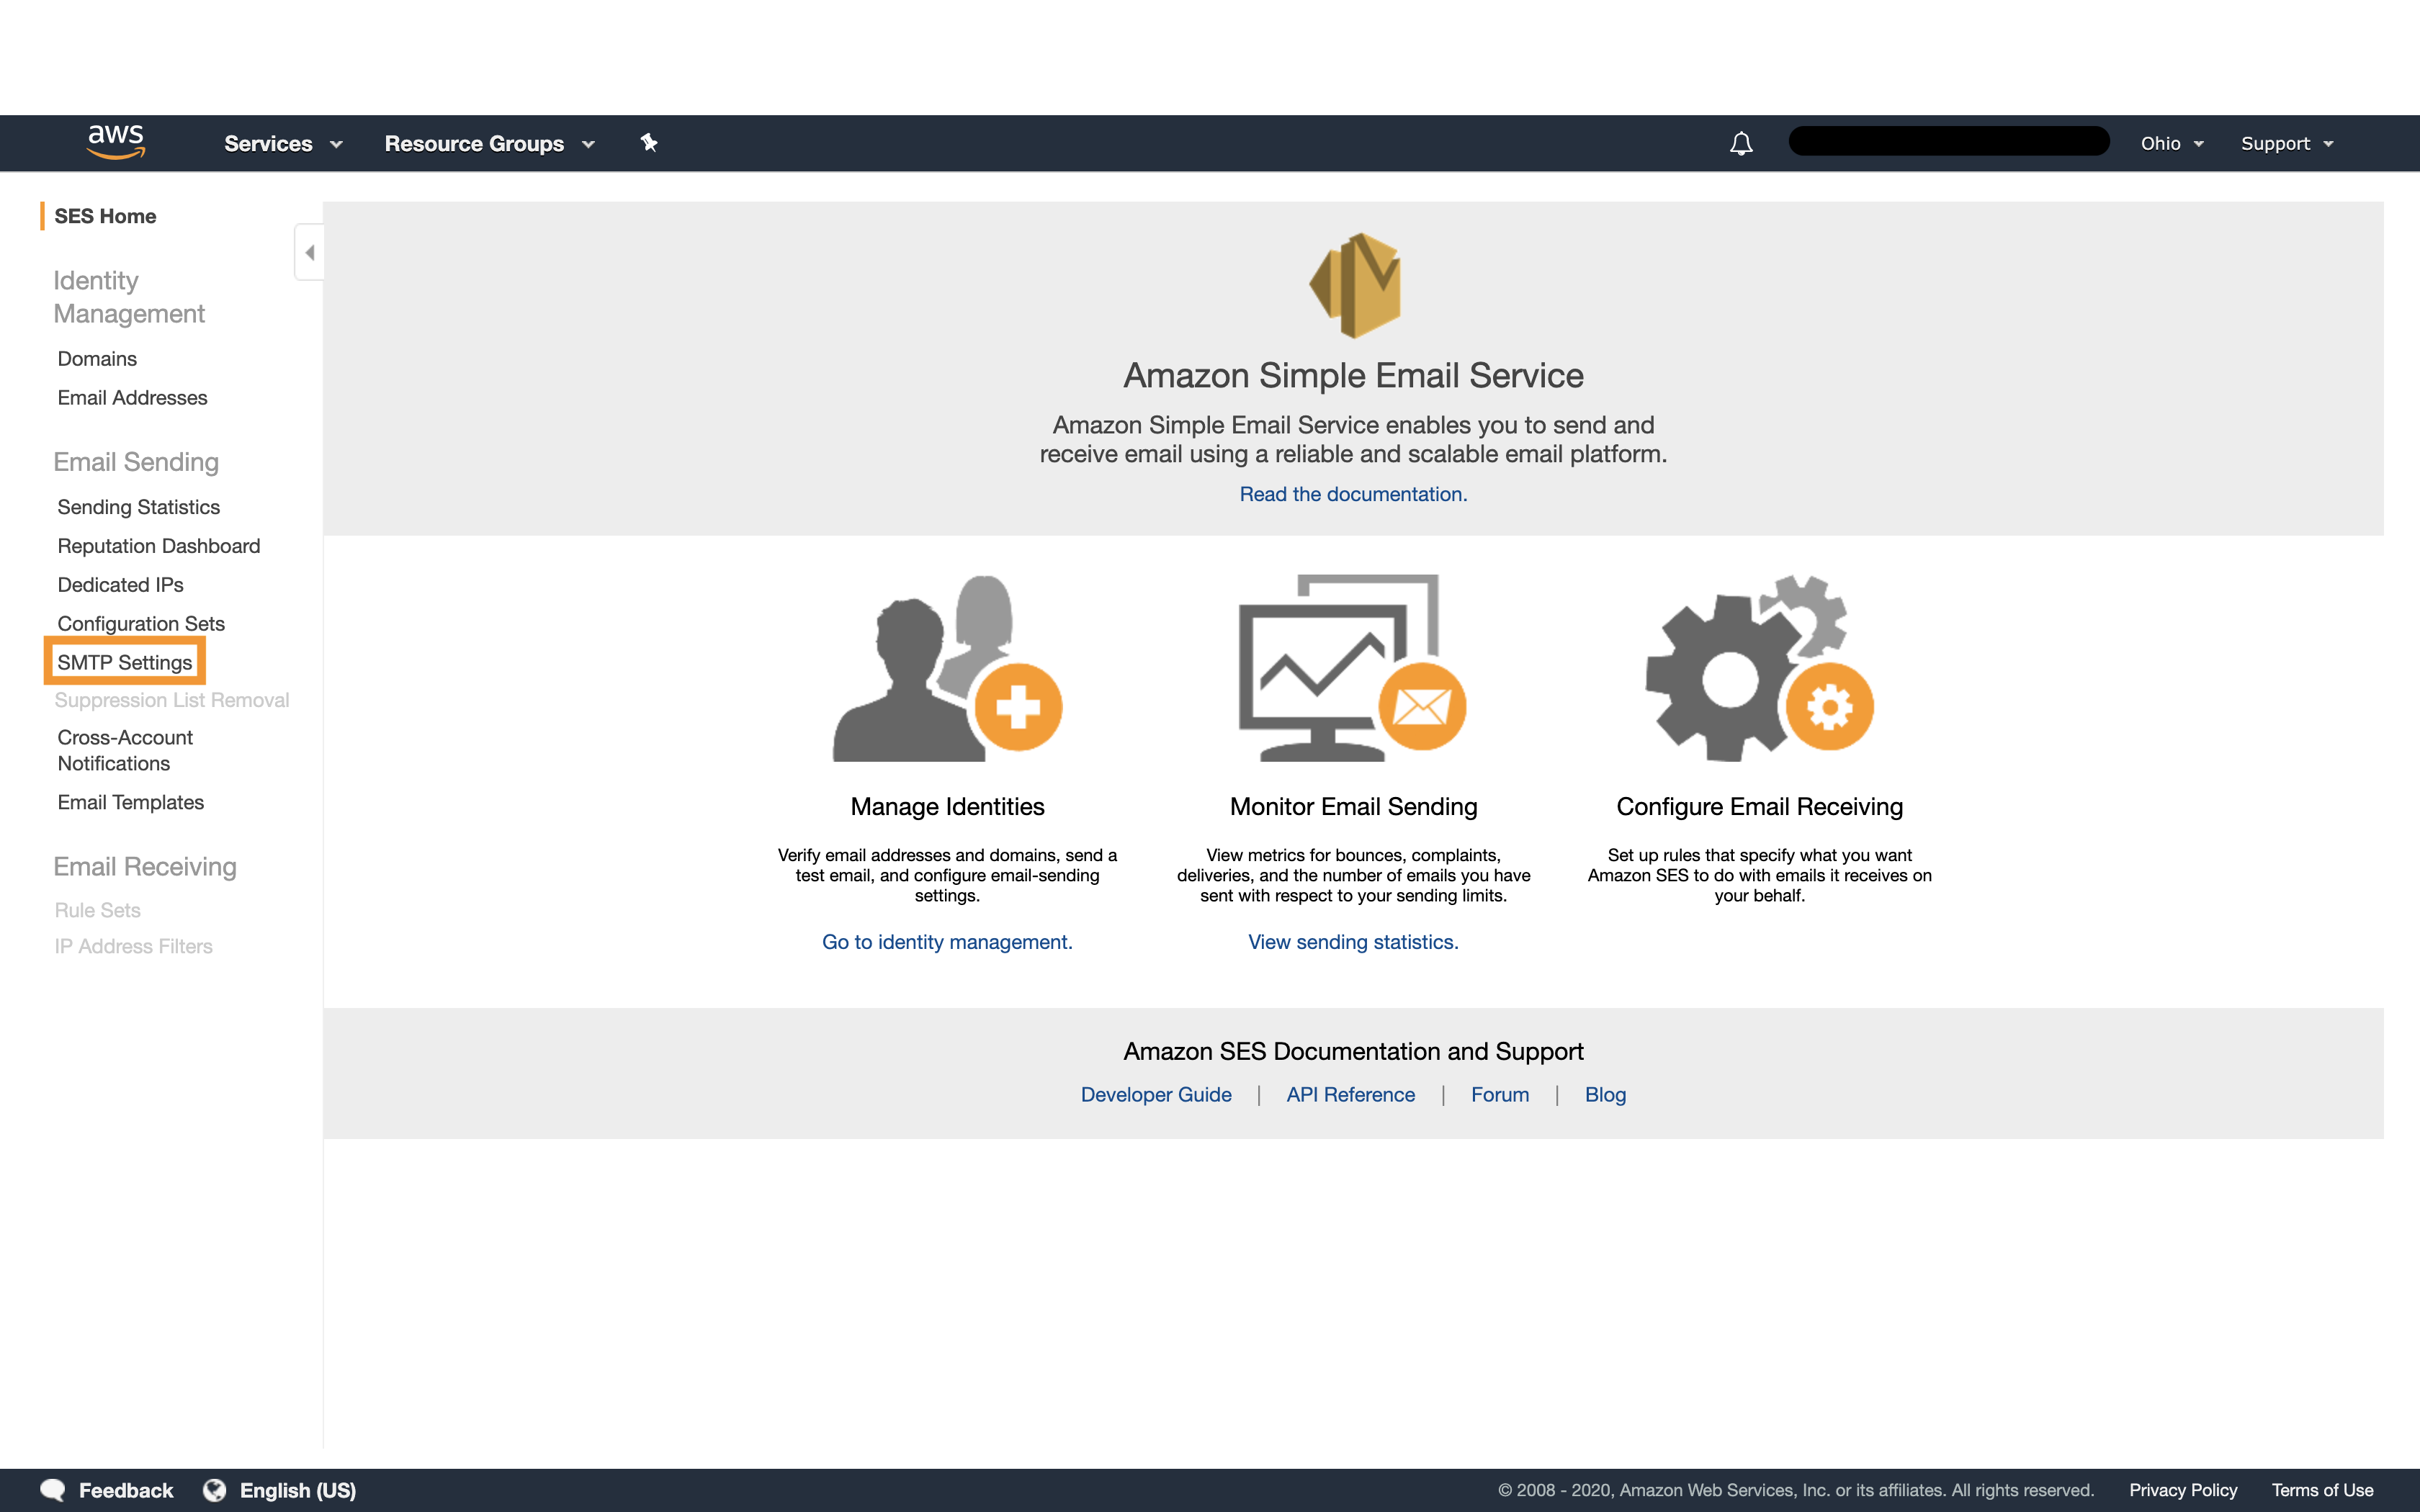 aws
Services
Resource Groups
Ohio
Support
SES Home
Identity
Management
Domains
Email Addresses
Email Sending
Sending Statistics
Reputation Dashboard
Dedicated IPs
Configuration Sets
SMTP Settings
Suppression List Removal
Cross-Account
Notifications
Email Templates
Email Receiving
Rule Sets
IP Address Filters
Amazon Simple Email Service
Amazon Simple Email Service enables you to send and
receive email using a reliable and scalable email platform.
Read the documentation.
Manage Identities
Verify email addresses and domains, send a
test email, and configure email-sending
settings.
Go to identity management.
Monitor Email Sending
View metrics for bounces, complaints,
deliveries, and the number of emails you have
sent with respect to your sending limits.
View sending statistics.
Configure Email Receiving
Set up rules that specify what you want
Amazon SES to do with emails it receives on
your behalf.
Amazon SES Documentation and Support
Developer Guide | API Reference | Forum | Blog
Feedback
English (US)
© 2008 - 2020, Amazon Web Services, Inc. or its affiliates. All rights reserved.
Privacy Policy
Terms of Use